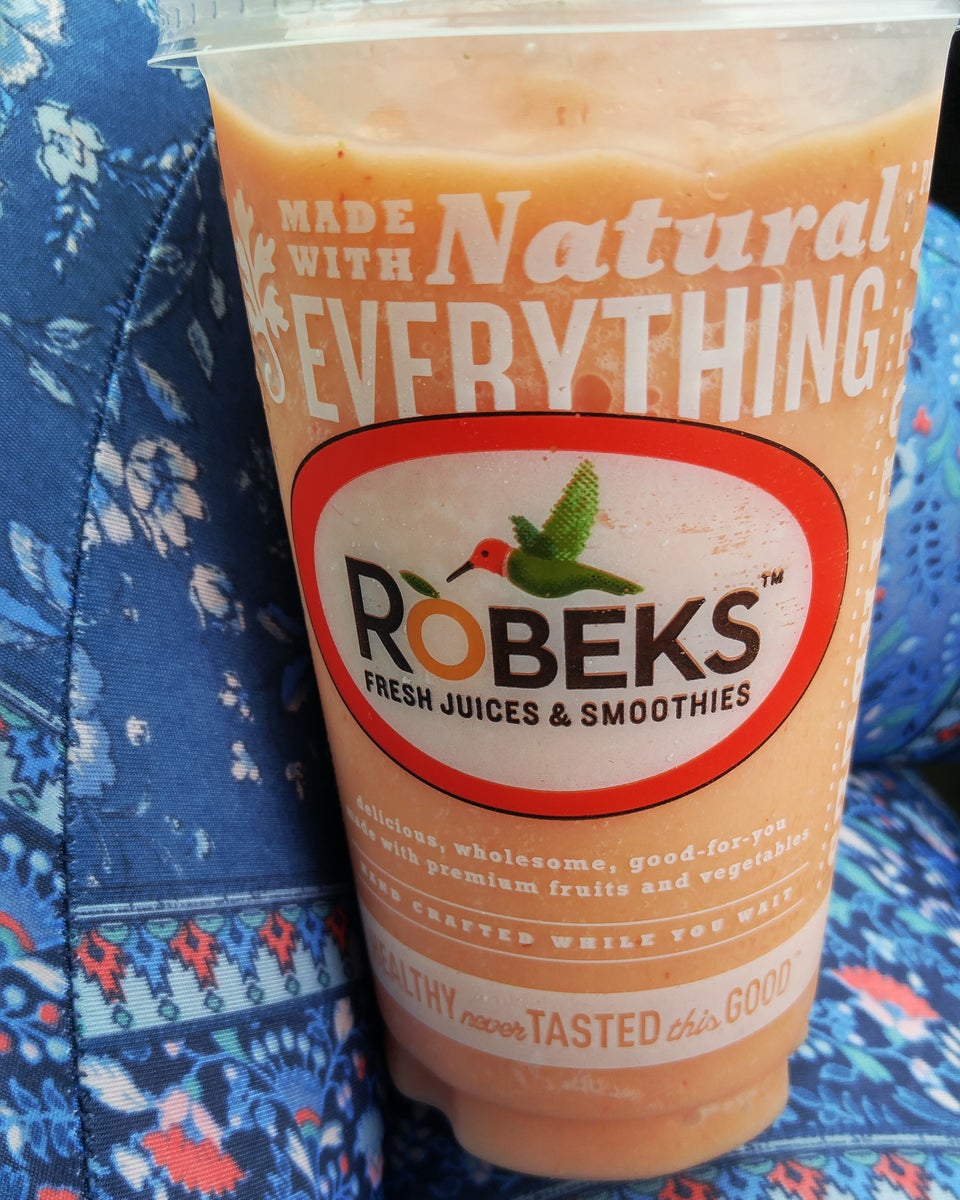 MADE
WITH Natural
EVERYTHING
ROBEKS™
FRESH JUICES & SMOOTHIES
delicious, wholesome, good-for-you
made with premium fruits and vegetables
HAND CRAFTED WHILE YOU WAIT
HEALTHY never TASTED this GOOD™